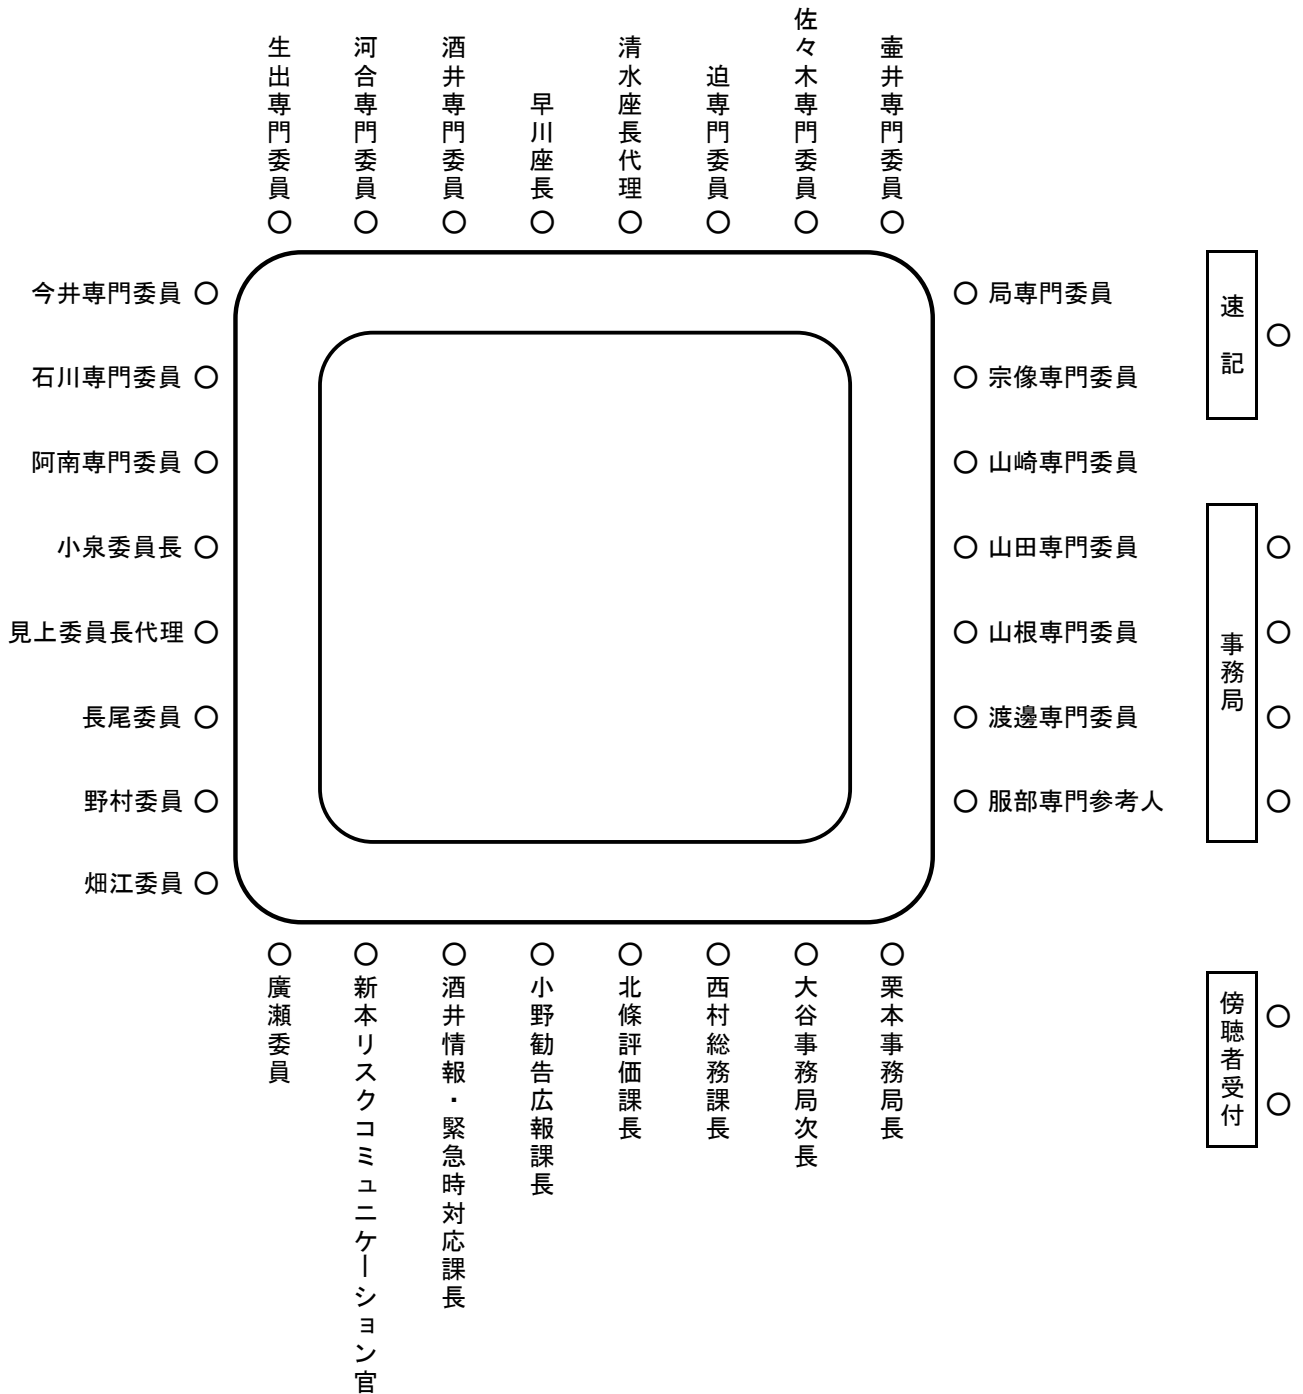 生出専門委員
河合専門委員
酒井専門委員
早川座長
清水座長代理
迫専門委員
佐々木専門委員
壷井専門委員
今井専門委員
石川専門委員
阿南専門委員
小泉委員長
見上委員長代理
長尾委員
野村委員
畑江委員
局専門委員
宗像専門委員
山崎専門委員
山田専門委員
山根専門委員
渡邊専門委員
服部専門参考人
速記
事務局
傍聴者受付
廣瀬委員
新本リスクコミュニケーション官
酒井情報・緊急時対応課長
小野勧告広報課長
北條評価課長
西村総務課長
大谷事務局次長
栗本事務局長